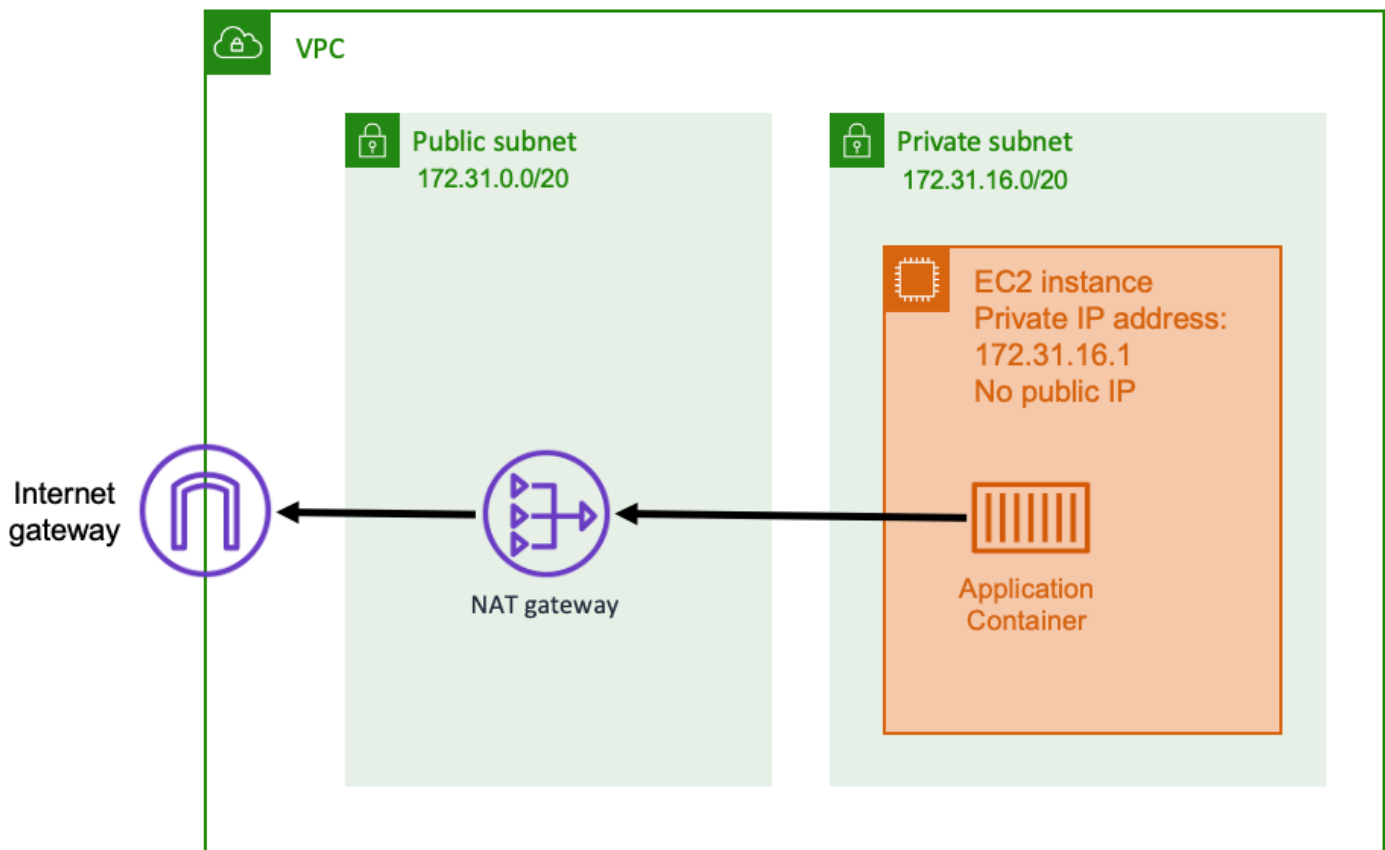 VPC
Public subnet
172.31.0.0/20
Private subnet
172.31.16.0/20
EC2 instance
Private IP address:
172.31.16.1
No public IP
Internet
gateway
NAT gateway
Application
Container